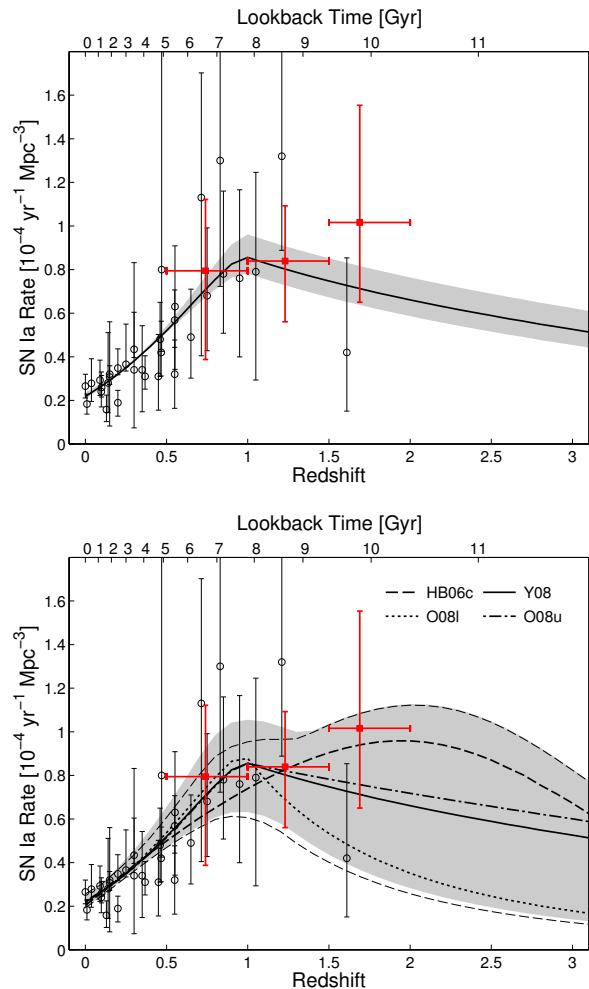 Lookback Time [Gyr]
0 1 2 3 4 5 6 7 8 9 10 11
SN Ia Rate [10⁻⁴ yr⁻¹ Mpc⁻³]
1.6
1.4
1.2
1
0.8
0.6
0.4
0.2
0
0 0.5 1 1.5 2 2.5 3
Redshift
Lookback Time [Gyr]
0 1 2 3 4 5 6 7 8 9 10 11
SN Ia Rate [10⁻⁴ yr⁻¹ Mpc⁻³]
HB06c Y08
O08l O08u
1.6
1.4
1.2
1
0.8
0.6
0.4
0.2
0
0 0.5 1 1.5 2 2.5 3
Redshift